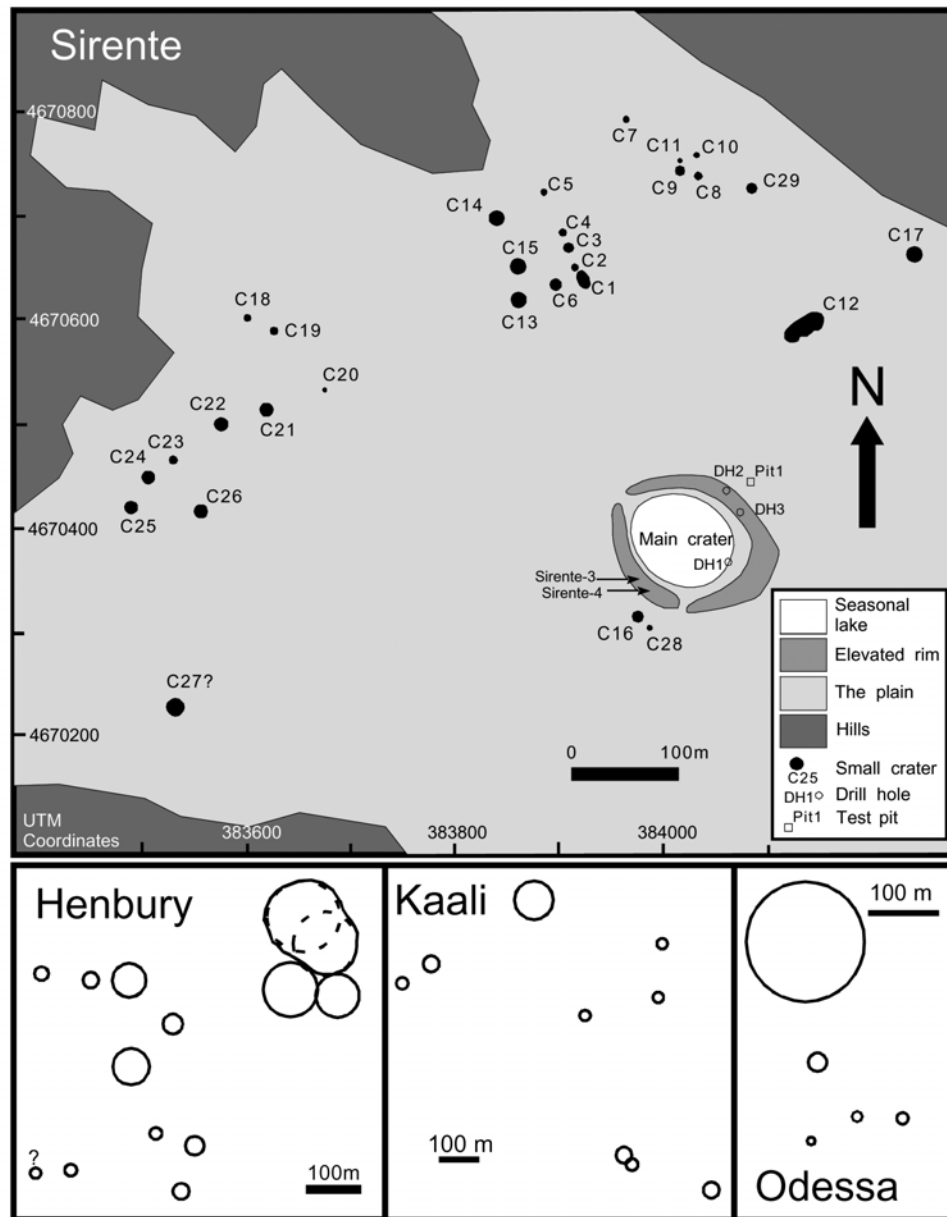 Sirente
4670800
C7
C11
C10
C9
C8
C29
C5
C14
C4
C3
C15
C2
C1
C6
C13
C17
C12
4670600
C18
C19
C20
N
C22
C21
C23
C24
C26
C25
4670400
DH2
Pit1
DH3
Main crater
DH1
Sirente-3
Sirente-4
C16
C28
C27?
4670200
0 100m
Seasonal
lake
Elevated rim
The plain
Hills
C25
Small crater
DH1
Drill hole
Pit1
Test pit
UTM
Coordinates
383600
383800
384000
Henbury
?
100m
Kaali
100 m
100 m
Odessa